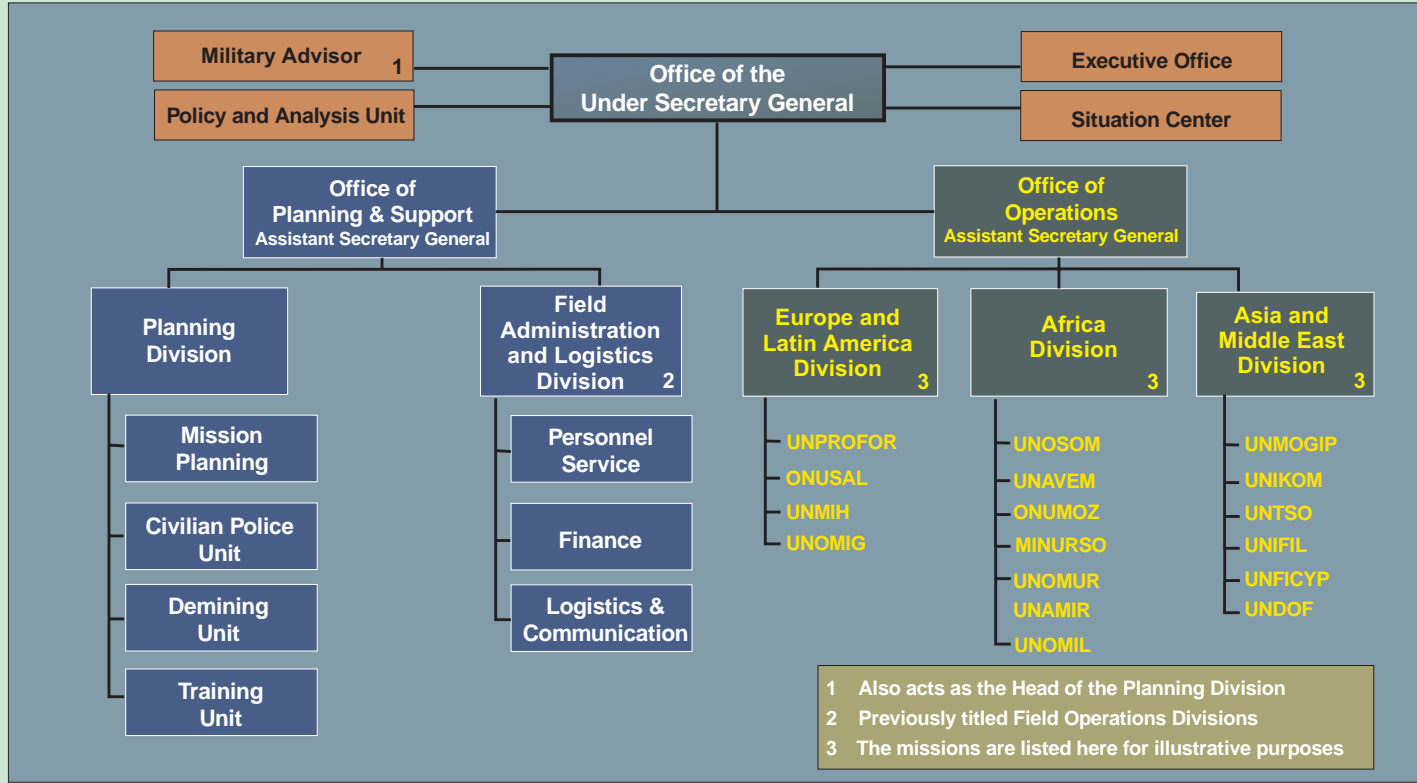 Military Advisor 1
Policy and Analysis Unit
Office of the
Under Secretary General
Executive Office
Situation Center
Office of
Planning & Support
Assistant Secretary General
Office of
Operations
Assistant Secretary General
Planning
Division
Mission
Planning
Civilian Police
Unit
Demining
Unit
Training
Unit
Field
Administration
and Logistics
Division 2
Personnel
Service
Finance
Logistics &
Communication
Europe and
Latin America
Division 3
UNPROFOR
ONUSAL
UNMIH
UNOMIG
Africa
Division
3
UNOSOM
UNAVEM
ONUMOZ
MINURSO
UNOMUR
UNAMIR
UNOMIL
Asia and
Middle East
Division 3
UNMOGIP
UNIKOM
UNTSO
UNIFIL
UNFICYP
UNDOF
1 Also acts as the Head of the Planning Division
2 Previously titled Field Operations Divisions
3 The missions are listed here for illustrative purposes